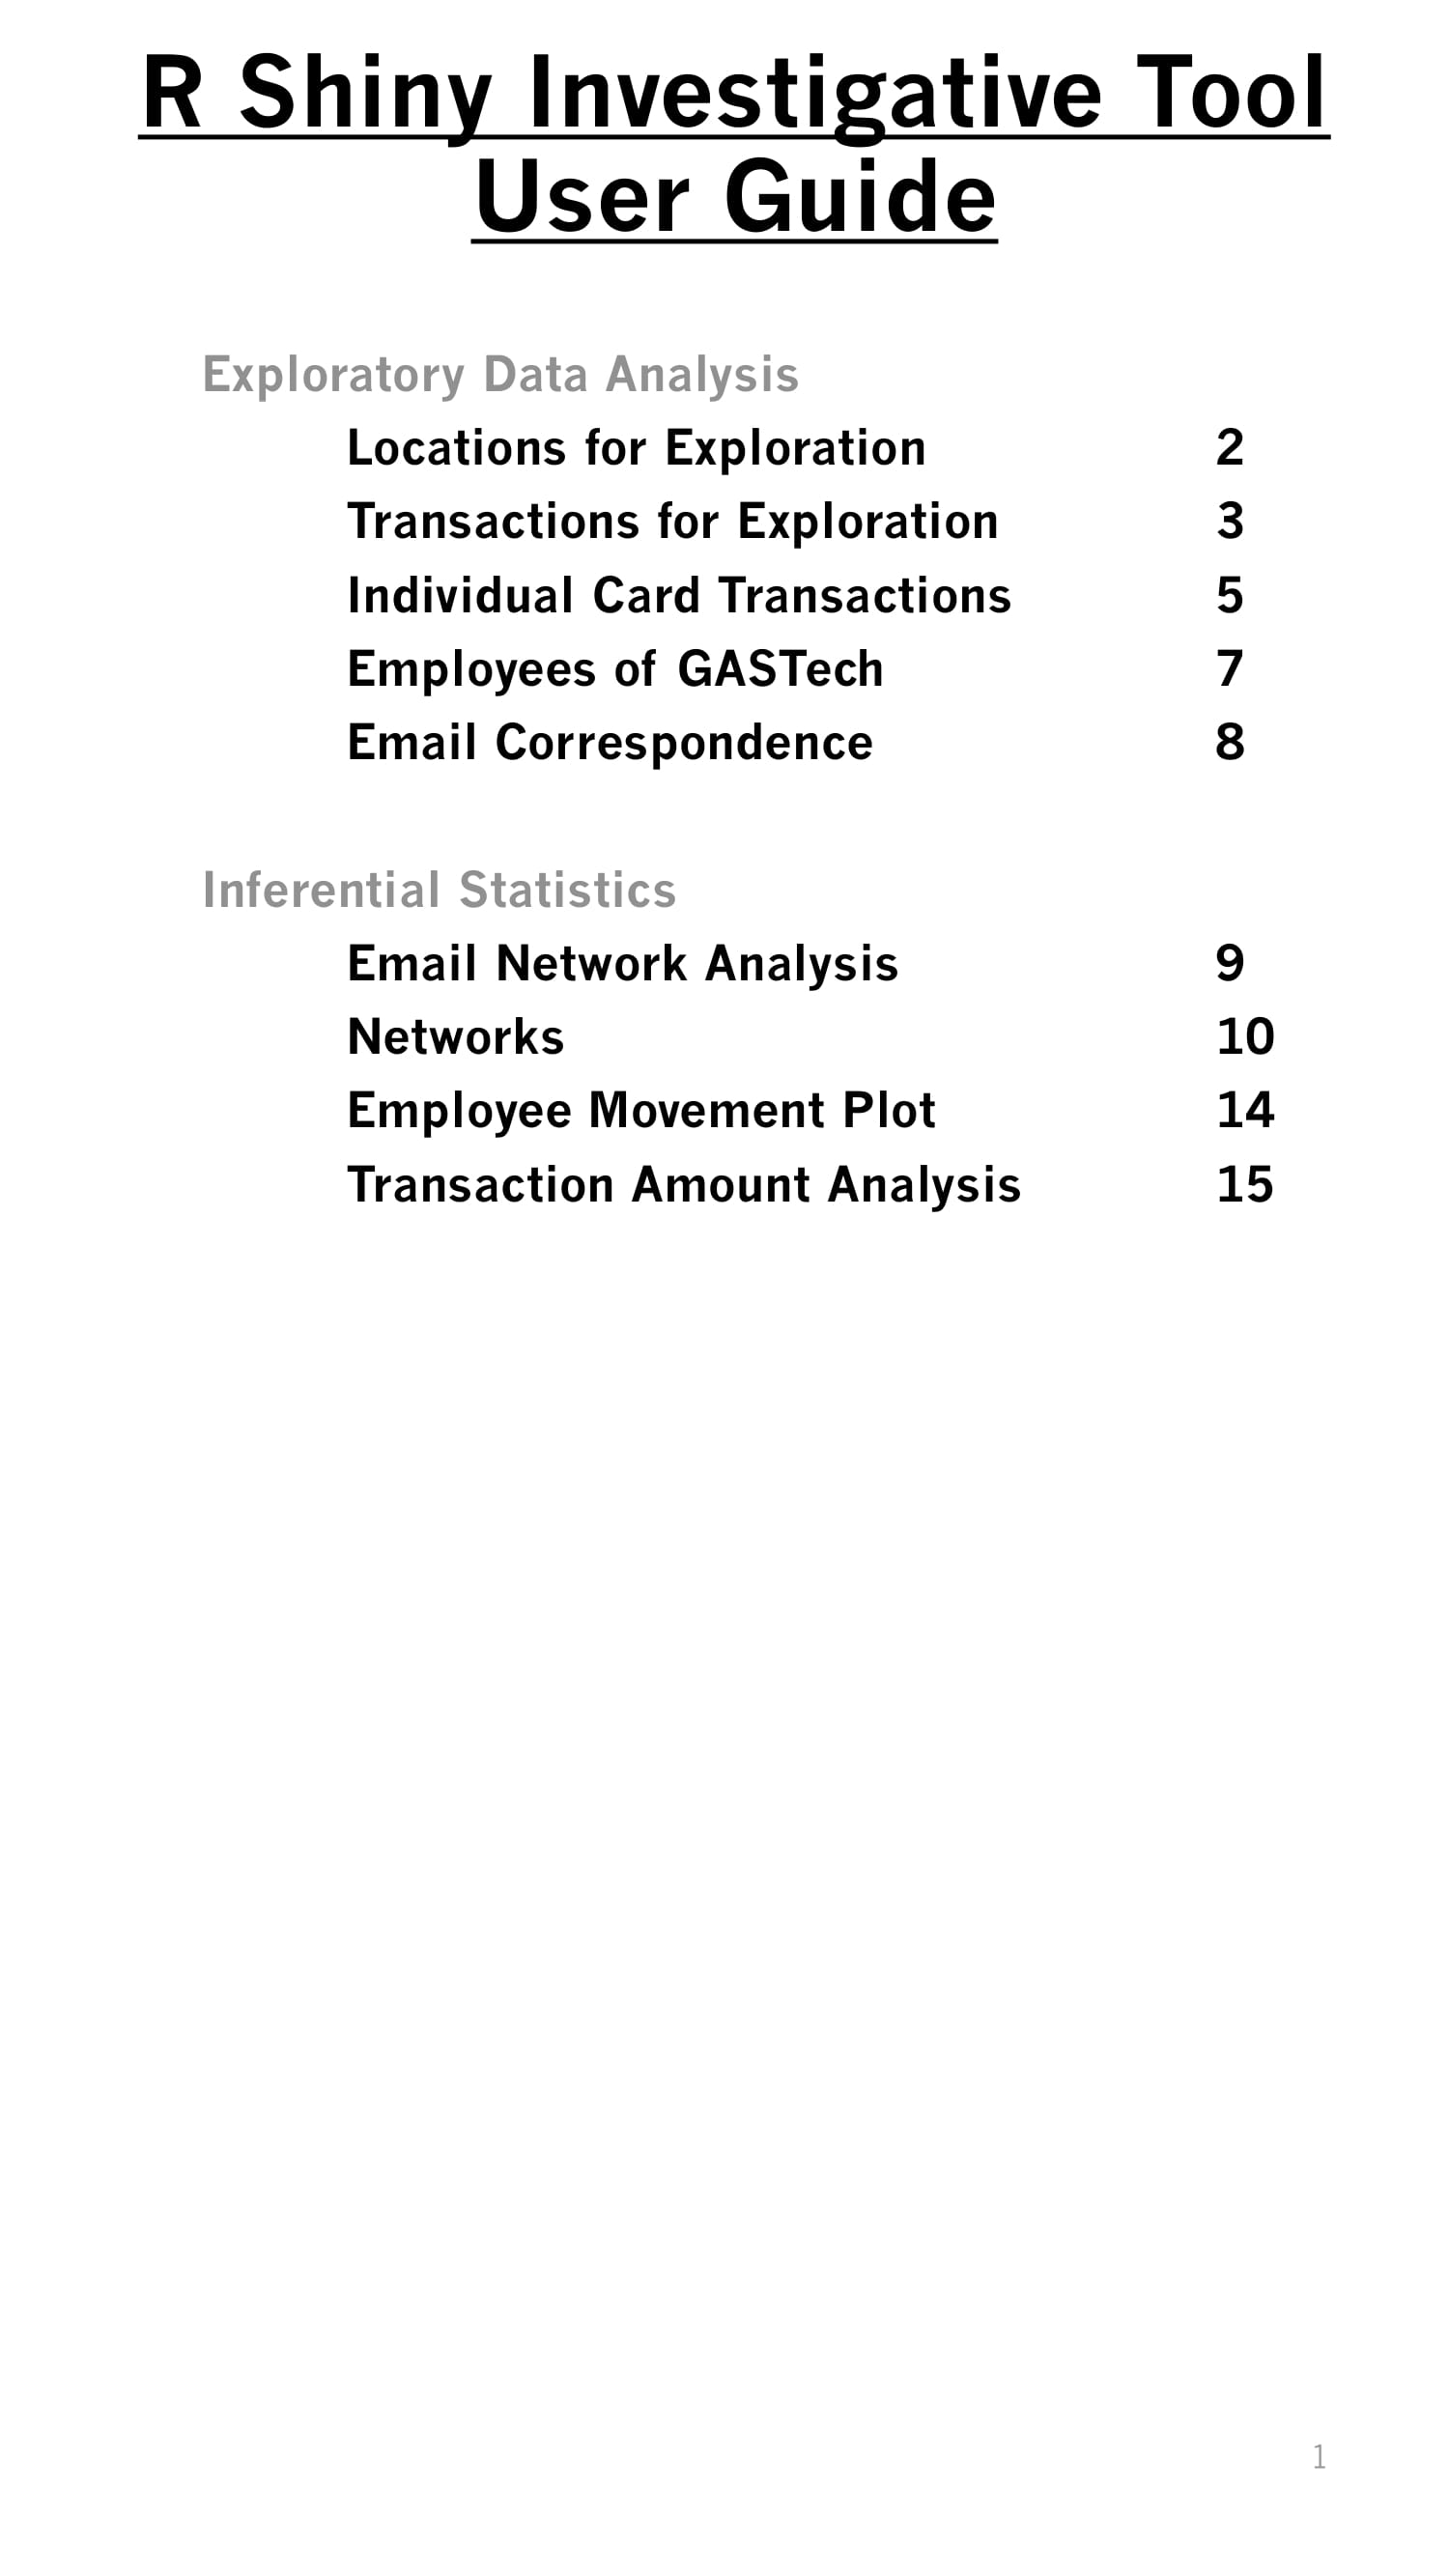 R Shiny Investigative Tool
User Guide
Exploratory Data Analysis
Locations for Exploration 2
Transactions for Exploration 3
Individual Card Transactions 5
Employees of GASTech 7
Email Correspondence 8
Inferential Statistics
Email Network Analysis 9
Networks 10
Employee Movement Plot 14
Transaction Amount Analysis 15
1